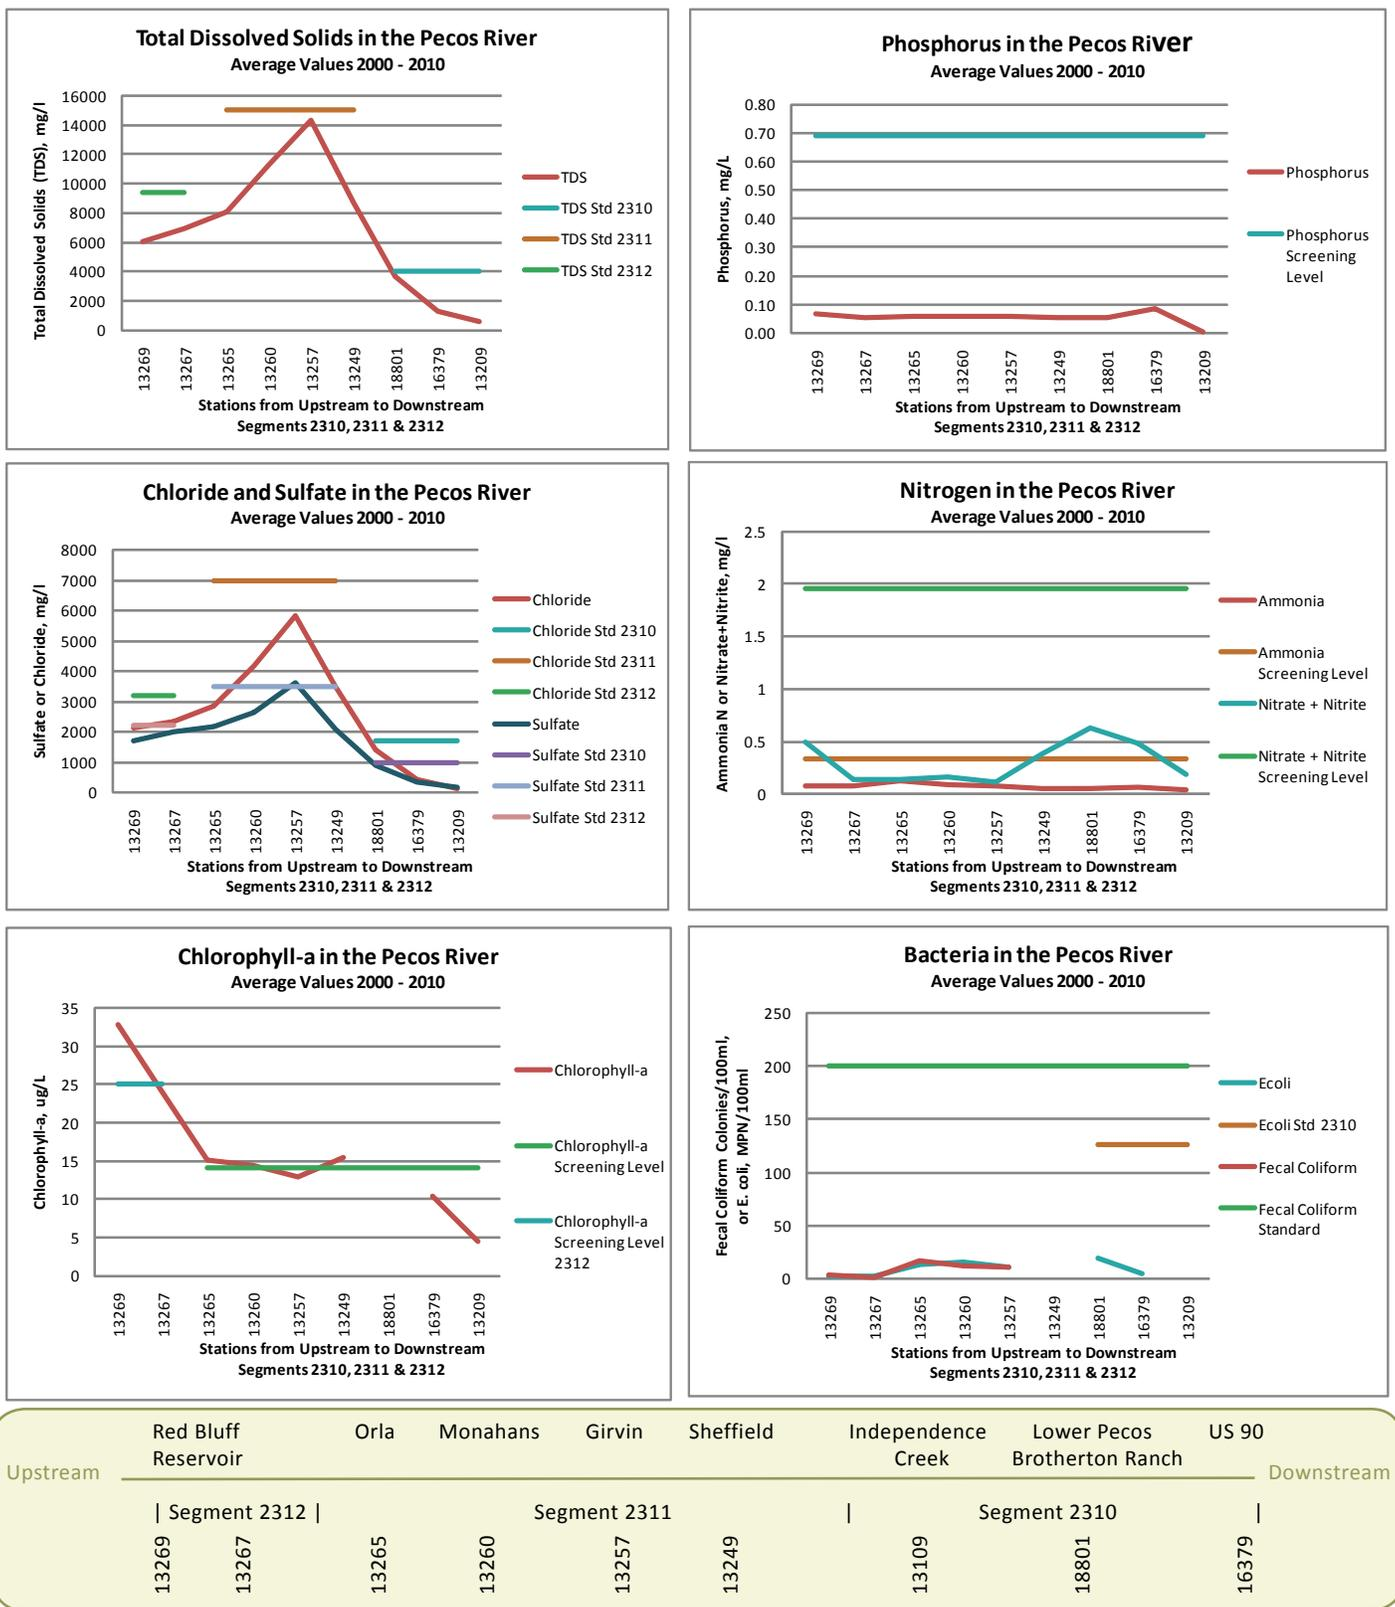 Total Dissolved Solids in the Pecos River
Average Values 2000 - 2010
Total Dissolved Solids (TDS), mg/l
16000
14000
12000
10000
8000
6000
4000
2000
0
13269
13267
13265
13260
13257
13249
18801
16379
13209
Stations from Upstream to Downstream
Segments 2310, 2311 & 2312
TDS
TDS Std 2310
TDS Std 2311
TDS Std 2312
Phosphorus in the Pecos River
Average Values 2000 - 2010
Phosphorus, mg/L
0.80
0.70
0.60
0.50
0.40
0.30
0.20
0.10
0.00
13269
13267
13265
13260
13257
13249
18801
16379
13209
Stations from Upstream to Downstream
Segments 2310, 2311 & 2312
Phosphorus
Phosphorus
Screening
Level
Chloride and Sulfate in the Pecos River
Average Values 2000 - 2010
Sulfate or Chloride, mg/l
8000
7000
6000
5000
4000
3000
2000
1000
0
13269
13267
13265
13260
13257
13249
18801
16379
13209
Stations from Upstream to Downstream
Segments 2310, 2311 & 2312
Chloride
Chloride Std 2310
Chloride Std 2311
Chloride Std 2312
Sulfate
Sulfate Std 2310
Sulfate Std 2311
Sulfate Std 2312
Nitrogen in the Pecos River
Average Values 2000 - 2010
Ammonia N or Nitrate+Nitrite, mg/l
2.5
2
1.5
1
0.5
0
13269
13267
13265
13260
13257
13249
18801
16379
13209
Stations from Upstream to Downstream
Segments 2310, 2311 & 2312
Ammonia
Ammonia
Screening Level
Nitrate + Nitrite
Nitrate + Nitrite
Screening Level
Chlorophyll-a in the Pecos River
Average Values 2000 - 2010
Chlorophyll-a, ug/L
35
30
25
20
15
10
5
0
13269
13267
13265
13260
13257
13249
18801
16379
13209
Stations from Upstream to Downstream
Segments 2310, 2311 & 2312
Chlorophyll-a
Chlorophyll-a
Screening Level
Chlorophyll-a
Screening Level
2312
Bacteria in the Pecos River
Average Values 2000 - 2010
Fecal Coliform Colonies/100ml,
or E. coli, MPN/100ml
250
200
150
100
50
0
13269
13267
13265
13260
13257
13249
18801
16379
13209
Stations from Upstream to Downstream
Segments 2310, 2311 & 2312
Ecoli
Ecoli Std 2310
Fecal Coliform
Fecal Coliform
Standard
Upstream
Red Bluff
Reservoir
Orla
Monahans
Girvin
Sheffield
Independence
Creek
Lower Pecos
Brotherton Ranch
US 90
Downstream
| Segment 2312 | Segment 2311 | Segment 2310 |
13269
13267
13265
13260
13257
13249
13109
18801
16379